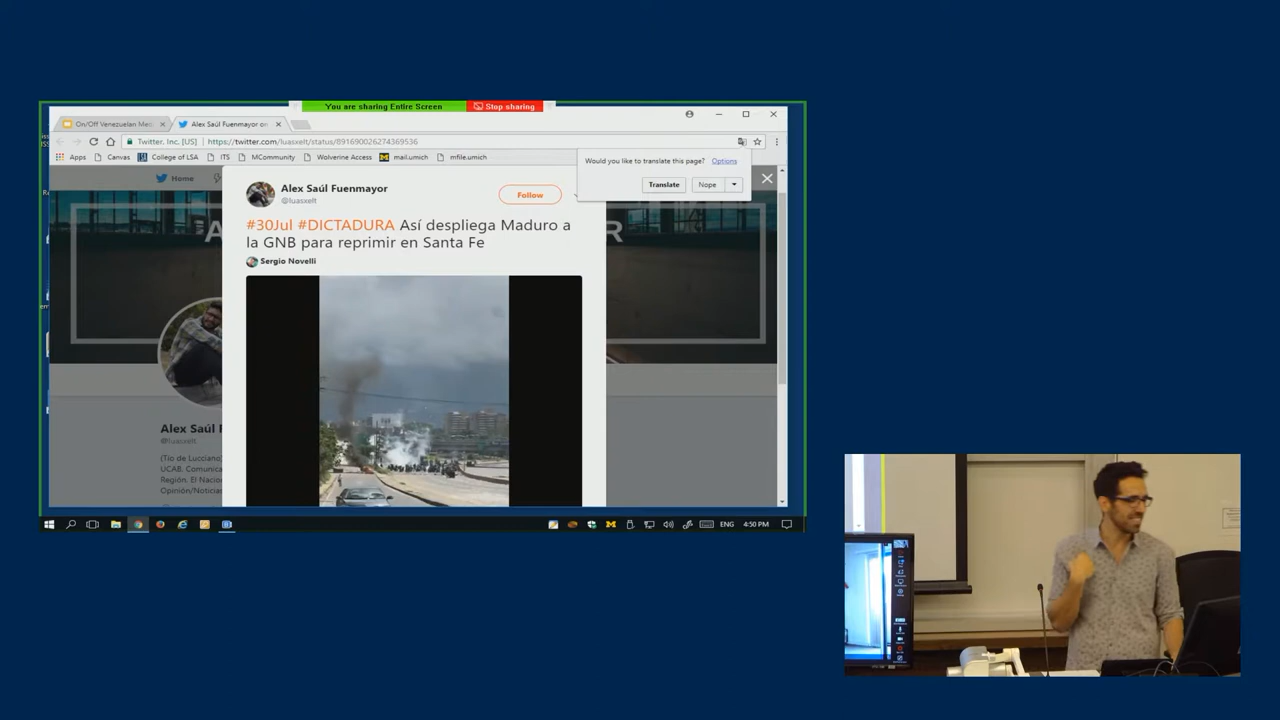 You are sharing Entire Screen
Stop sharing
On/Off Venezuelan Me
Alex Saúl Fuenmayor o
Twitter, Inc. [US]
https://twitter.com/luasxelt/status/891690026274369536
Apps
Canvas
College of LSA
ITS
MCommunity
Wolverine Access
mail.umich
mfile.umich
Would you like to translate this page?
Options
Translate
Nope
Home
Alex Saúl Fuenmayor
@luasxelt
Follow
#30Jul #DICTADURA Así despliega Maduro a
la GNB para reprimir en Santa Fe
Sergio Novelli
Alex Saúl F
@luasxelt
(Tío de Lucciano)
UCAB. Comunica
Región. El Nacio
Opinión/Noticias
ENG
4:50 PM